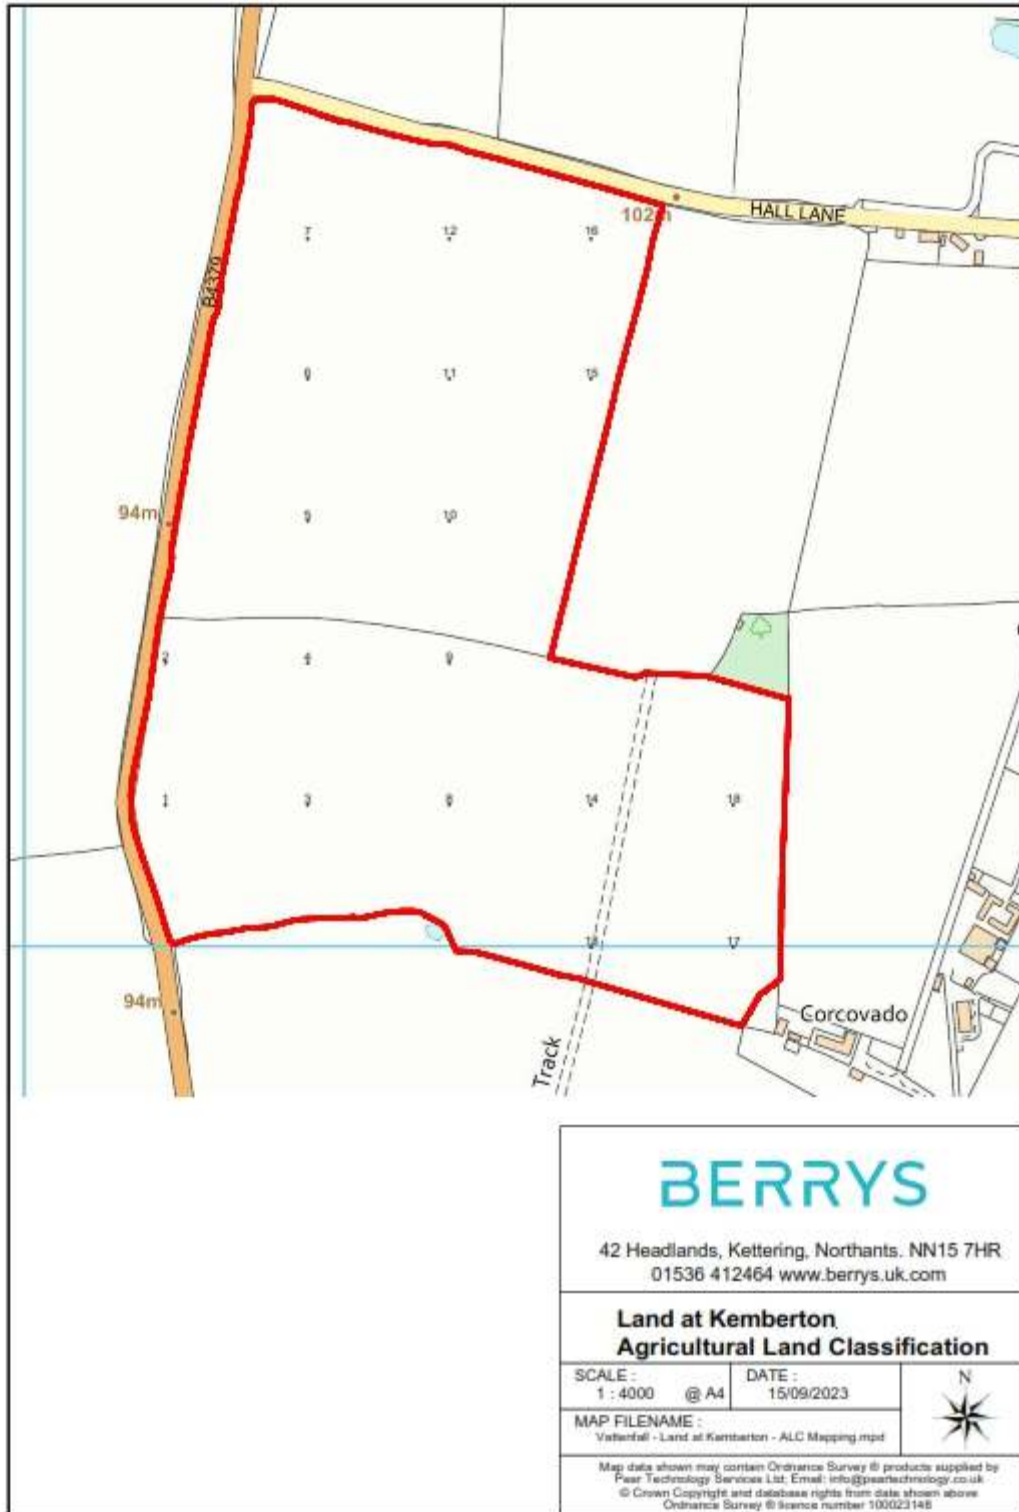 102m
HALL LANE
7 12 16
B4379
11 15
94m
5 10
2 4 9
1 3 8 14 18
17
94m
Corcovado
Track
BERRYS
42 Headlands, Kettering, Northants. NN15 7HR
01536 412464 www.berrys.uk.com
Land at Kemberton
Agricultural Land Classification
SCALE :
1 : 4000 @ A4
DATE :
15/09/2023
N
MAP FILENAME :
Vattenfall - Land at Kemberton - ALC Mapping.mpd
Map data shown may contain Ordnance Survey ® products supplied by
Pear Technology Services Ltd; Email: info@peartechnology.co.uk
© Crown Copyright and database rights from date shown above
Ordnance Survey ® licence number 100023148